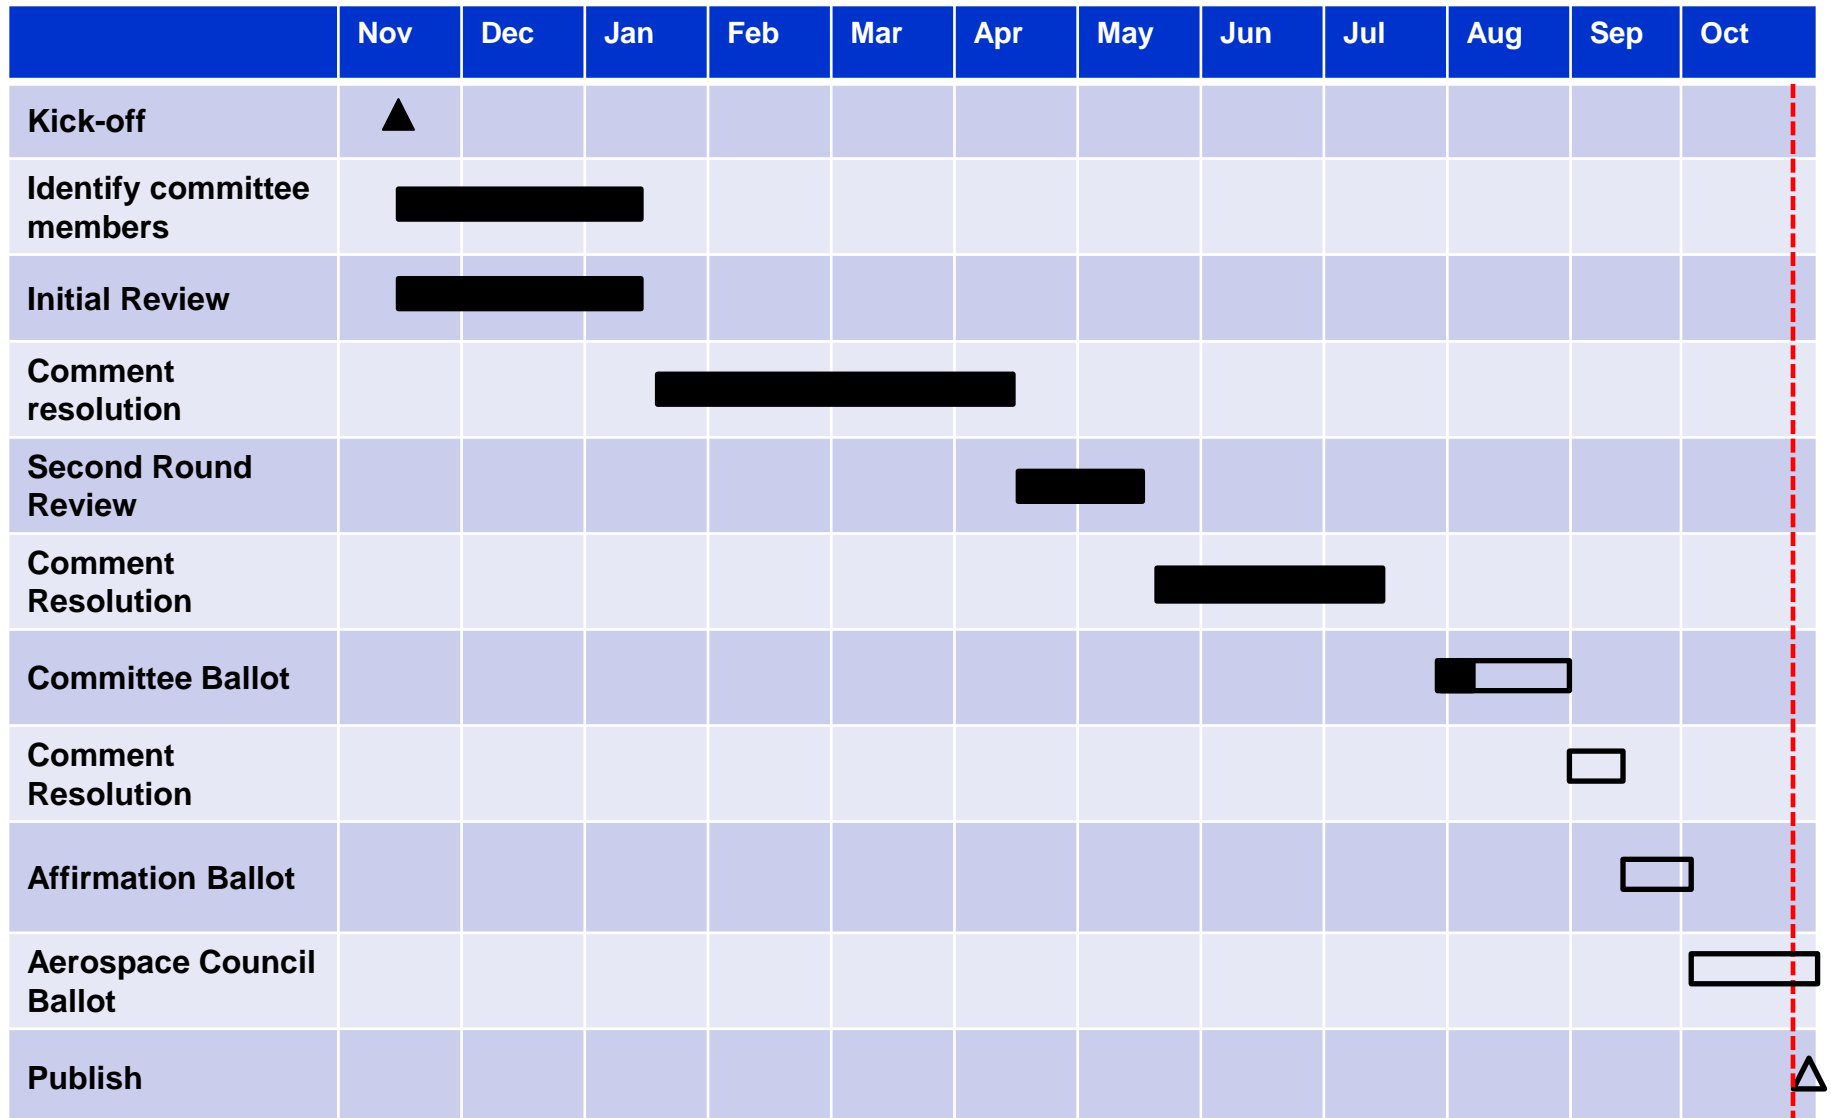 Nov Dec Jan Feb Mar Apr May Jun Jul Aug Sep Oct
Kick-off
Identify committee
members
Initial Review
Comment
resolution
Second Round
Review
Comment
Resolution
Committee Ballot
Comment
Resolution
Affirmation Ballot
Aerospace Council
Ballot
Publish